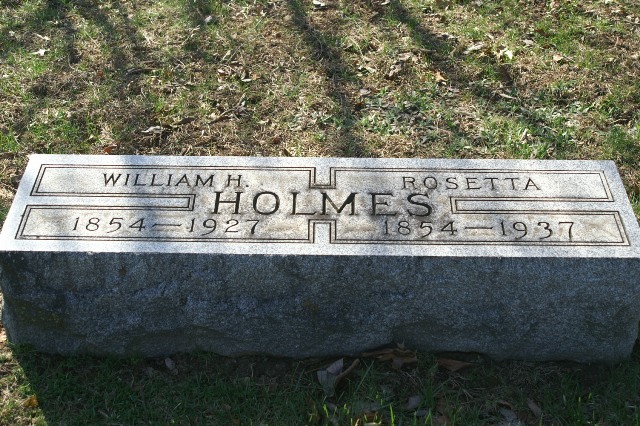 WILLIAM H. ROSETTA
HOLMES
1854—1927 1854—1937